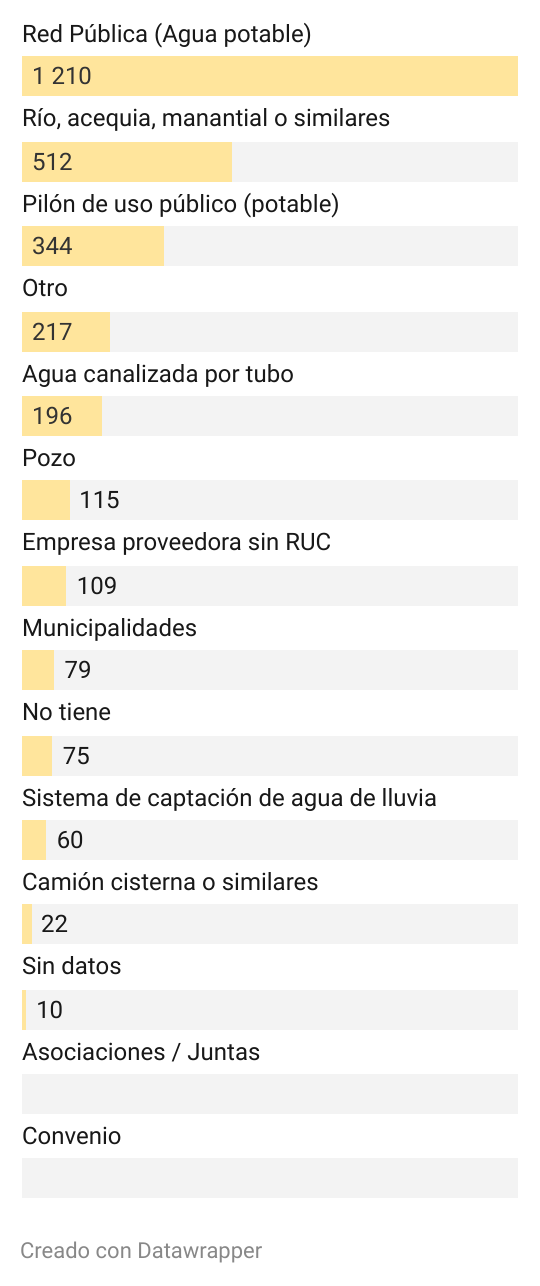 Red Pública (Agua potable)
1 210
Río, acequia, manantial o similares
512
Pilón de uso público (potable)
344
Otro
217
Agua canalizada por tubo
196
Pozo
115
Empresa proveedora sin RUC
109
Municipalidades
79
No tiene
75
Sistema de captación de agua de lluvia
60
Camión cisterna o similares
22
Sin datos
10
Asociaciones / Juntas
Convenio
Creado con Datawrapper